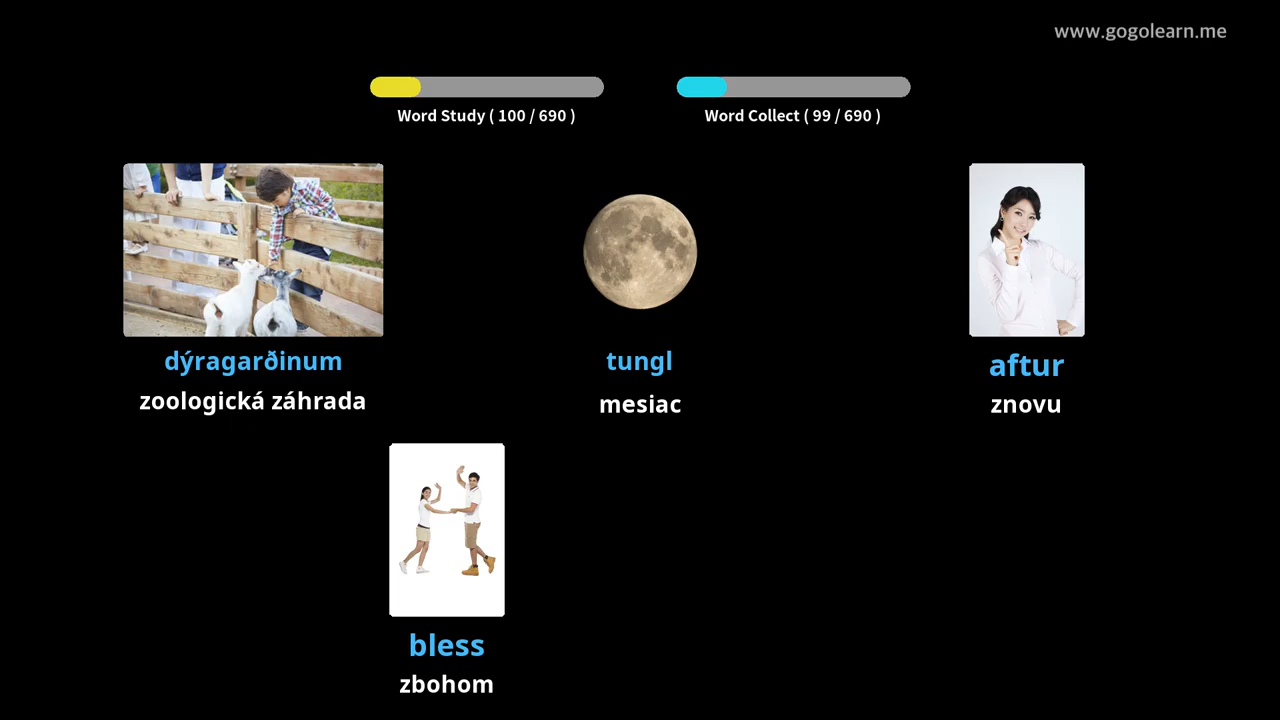 www.gogolearn.me
Word Study ( 100 / 690 )
Word Collect ( 99 / 690 )
dýragarðinum
zoologická záhrada
tungl
mesiac
aftur
znovu
bless
zbohom